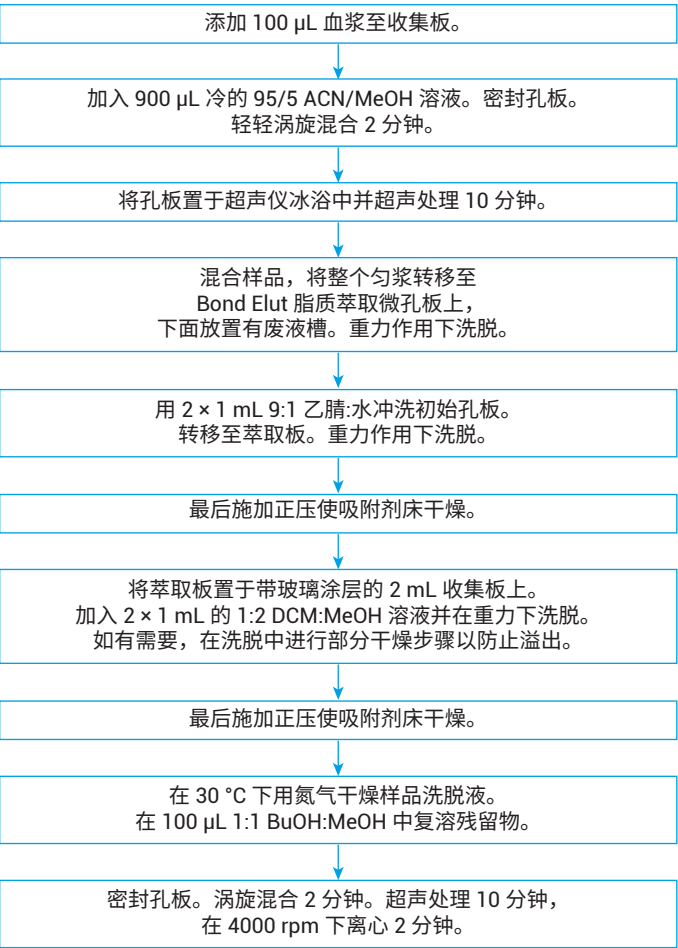 添加 100 µL 血浆至收集板。
加入 900 µL 冷的 95/5 ACN/MeOH 溶液。密封孔板。
轻轻涡旋混合 2 分钟。
将孔板置于超声仪冰浴中并超声处理 10 分钟。
混合样品，将整个匀浆转移至
Bond Elut 脂质萃取微孔板上，
下面放置有废液槽。重力作用下洗脱。
用 2 × 1 mL 9:1 乙腈:水冲洗初始孔板。
转移至萃取板。重力作用下洗脱。
最后施加正压使吸附剂床干燥。
将萃取板置于带玻璃涂层的 2 mL 收集板上。
加入 2 × 1 mL 的 1:2 DCM:MeOH 溶液并在重力下洗脱。
如有需要，在洗脱中进行部分干燥步骤以防止溢出。
最后施加正压使吸附剂床干燥。
在 30 °C 下用氮气干燥样品洗脱液。
在 100 µL 1:1 BuOH:MeOH 中复溶残留物。
密封孔板。涡旋混合 2 分钟。超声处理 10 分钟，
在 4000 rpm 下离心 2 分钟。